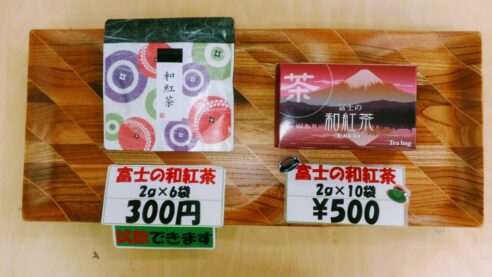 和紅茶
富士の和紅茶
2g×6袋
300円
試飲できます
茶
富士の
和紅茶
BLACK TEA
Tea bag
富士の和紅茶
2g×10袋
¥500